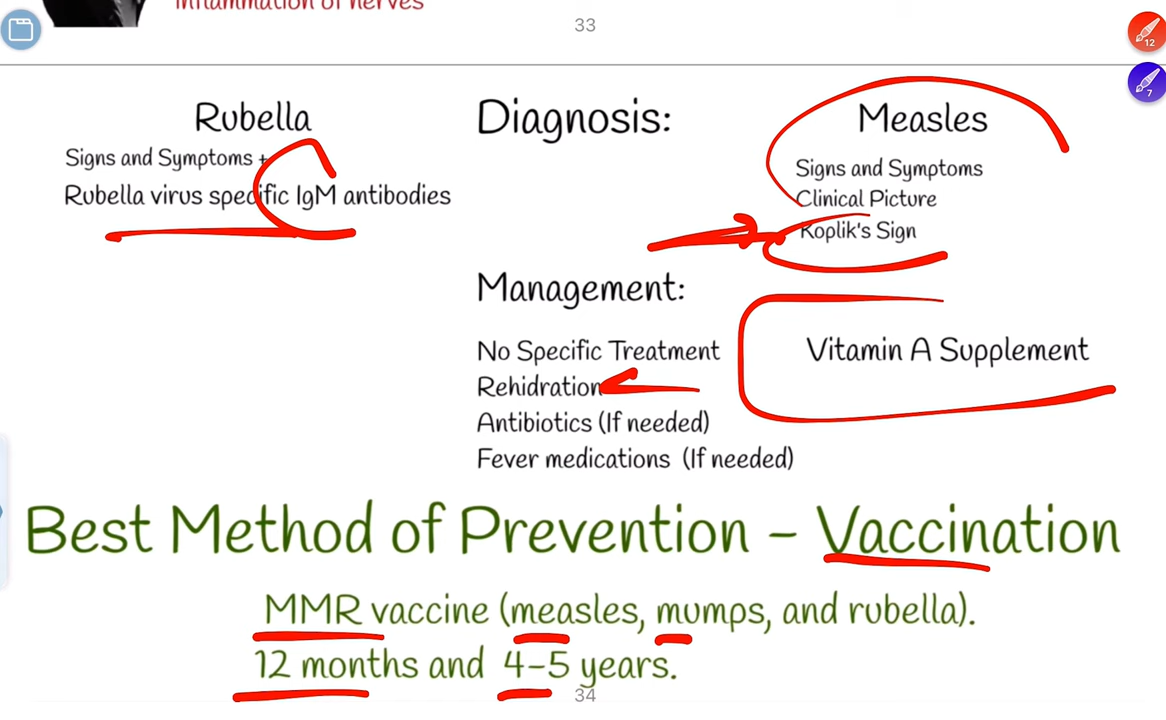 Inflammation of nerves
33
12
7
Rubella
Signs and Symptoms +
Rubella virus specific IgM antibodies
Diagnosis:
Measles
Signs and Symptoms
Clinical Picture
Koplik's Sign
Management:
No Specific Treatment
Rehidration
Antibiotics (If needed)
Fever medications (If needed)
Vitamin A Supplement
Best Method of Prevention – Vaccination
MMR vaccine (measles, mumps, and rubella).
12 months and 4-5 years.
34